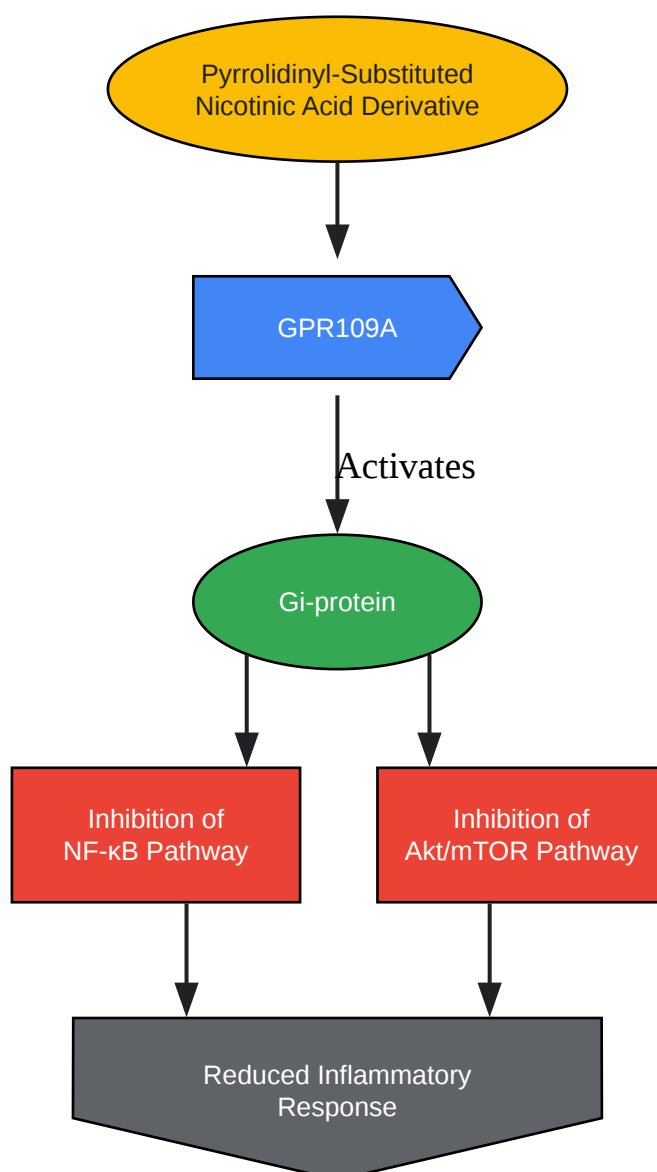 Pyrrolidinyl-Substituted
Nicotinic Acid Derivative
GPR109A
Activates
Gi-protein
Inhibition of
NF-κB Pathway
Inhibition of
Akt/mTOR Pathway
Reduced Inflammatory
Response